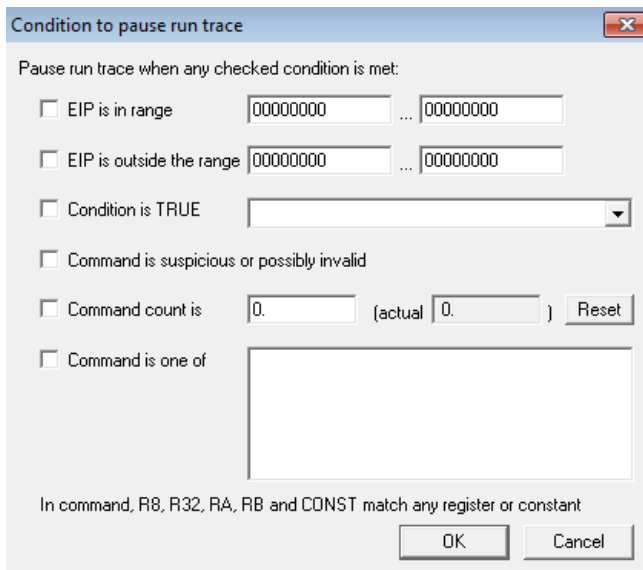 Condition to pause run trace
Pause run trace when any checked condition is met:
EIP is in range 00000000 ... 00000000
EIP is outside the range 00000000 ... 00000000
Condition is TRUE
Command is suspicious or possibly invalid
Command count is 0. (actual 0. ) Reset
Command is one of
In command, R8, R32, RA, RB and CONST match any register or constant
OK Cancel